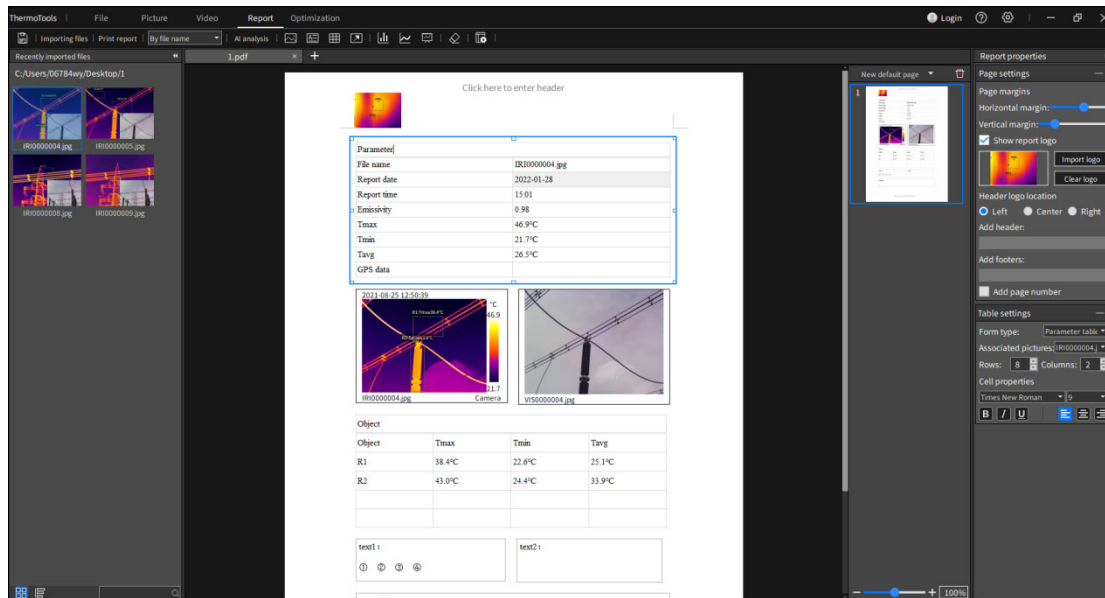 ThermoTools File Picture Video Report Optimization Login
Importing files Print report By file name AI analysis
Recently imported files
C:/Users/06784wy/Desktop/1
IRI0000004.jpg IRI0000005.jpg
IRI0000008.jpg IRI0000009.jpg
1.pdf × +
Click here to enter header
Parameter
File name IRI0000004.jpg
Report date 2022-01-28
Report time 15:01
Emissivity 0.98
Tmax 46.9°C
Tmin 21.7°C
Tavg 26.5°C
GPS data
2021-08-25 12:50:39
°C
46.9
21.7
IRI0000004.jpg Camera
VIS0000004.jpg
Object
Object Tmax Tmin Tavg
R1 38.4°C 22.6°C 25.1°C
R2 43.0°C 24.4°C 33.9°C
text1:
① ② ③ ④
text2:
New default page
1
100%
Report properties
Page settings
Page margins
Horizontal margin:
Vertical margin:
Show report logo
Import logo
Clear logo
Header logo location
Left Center Right
Add header:
Add footers:
Add page number
Table settings
Form type: Parameter table
Associated pictures: IRI0000004.j
Rows: 8 Columns: 2
Cell properties
Times New Roman 9
B I U